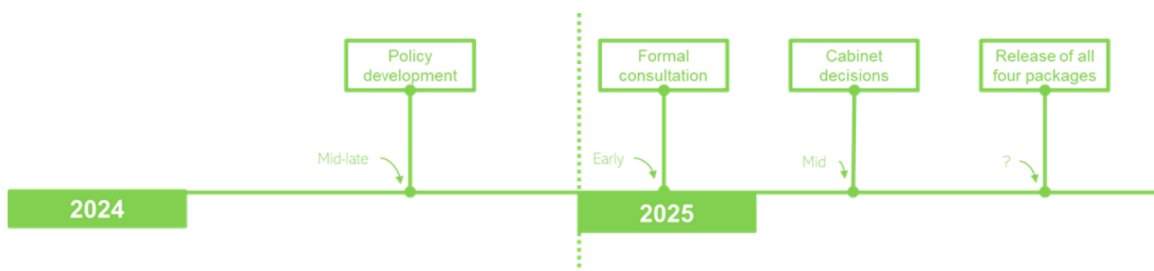 Policy
development
Formal
consultation
Cabinet
decisions
Release of all
four packages
Mid-late
Early
Mid
?
2024
2025